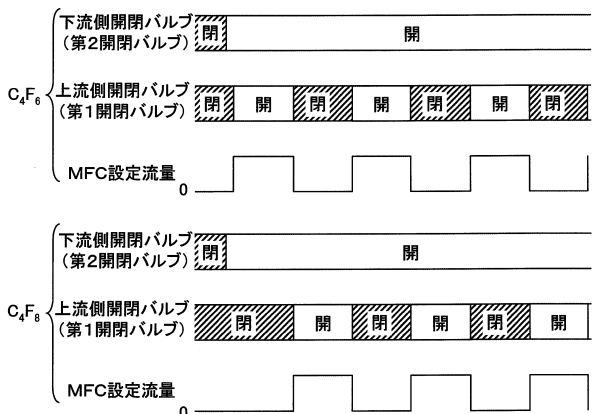 下流側開閉バルブ
(第2開閉バルブ)
閉 開
C₄F₆
上流側開閉バルブ
(第1開閉バルブ)
閉 開 閉 開 閉 開 閉
MFC設定流量
0
下流側開閉バルブ
(第2開閉バルブ)
閉 開
C₄F₈
上流側開閉バルブ
(第1開閉バルブ)
閉 開 閉 開 閉 開
MFC設定流量
0